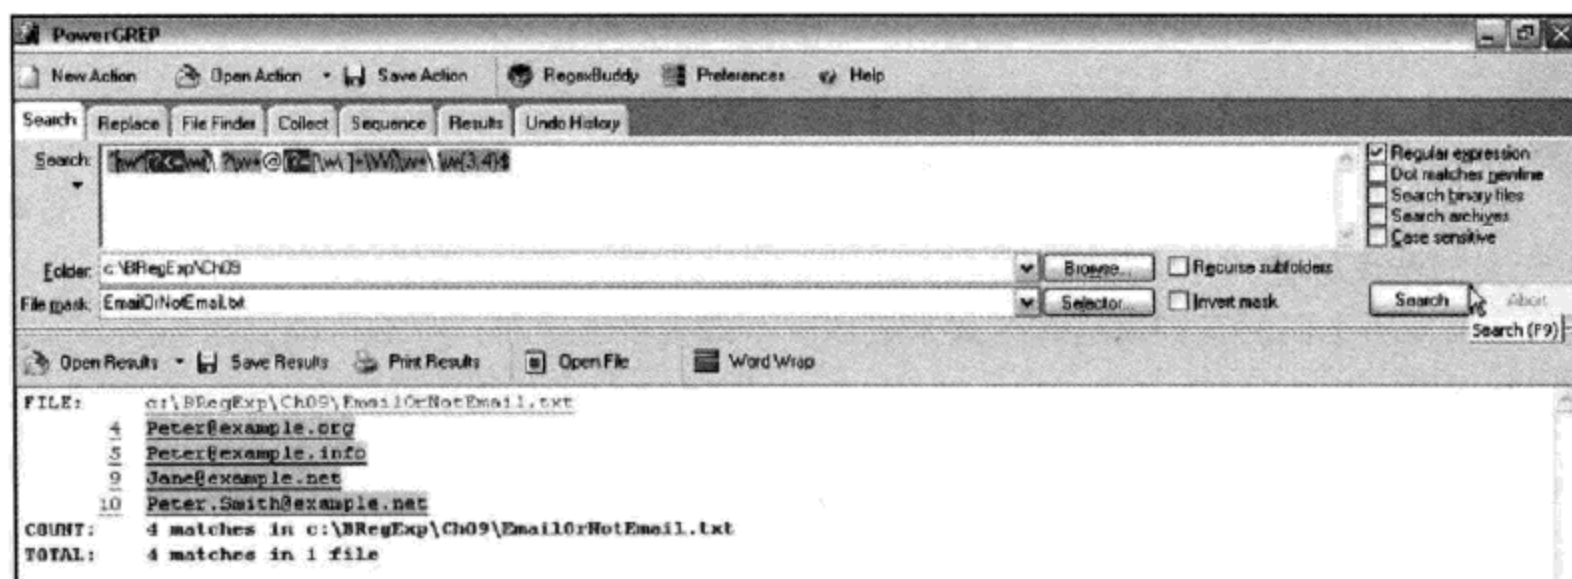 PowerGREP
New Action Open Action Save Action RegexBuddy Preferences Help
Search Replace File Finder Collect Sequence Results Undo History
Search:
Regular expression
Dot matches newline
Search binary files
Search archives
Case sensitive
Folder: c:\BRegExp\Ch09 Browse... Recurse subfolders
File mask: EmailOrNotEmail.txt Selector... Invert mask Search Abort
Search (F9)
Open Results Save Results Print Results Open File Word Wrap
FILE: c:\BRegExp\Ch09\EmailOrNotEmail.txt
4 Peter@example.org
5 Peter@example.info
9 Jane@example.net
10 Peter.Smith@example.net
COUNT: 4 matches in c:\BRegExp\Ch09\EmailOrNotEmail.txt
TOTAL: 4 matches in 1 file